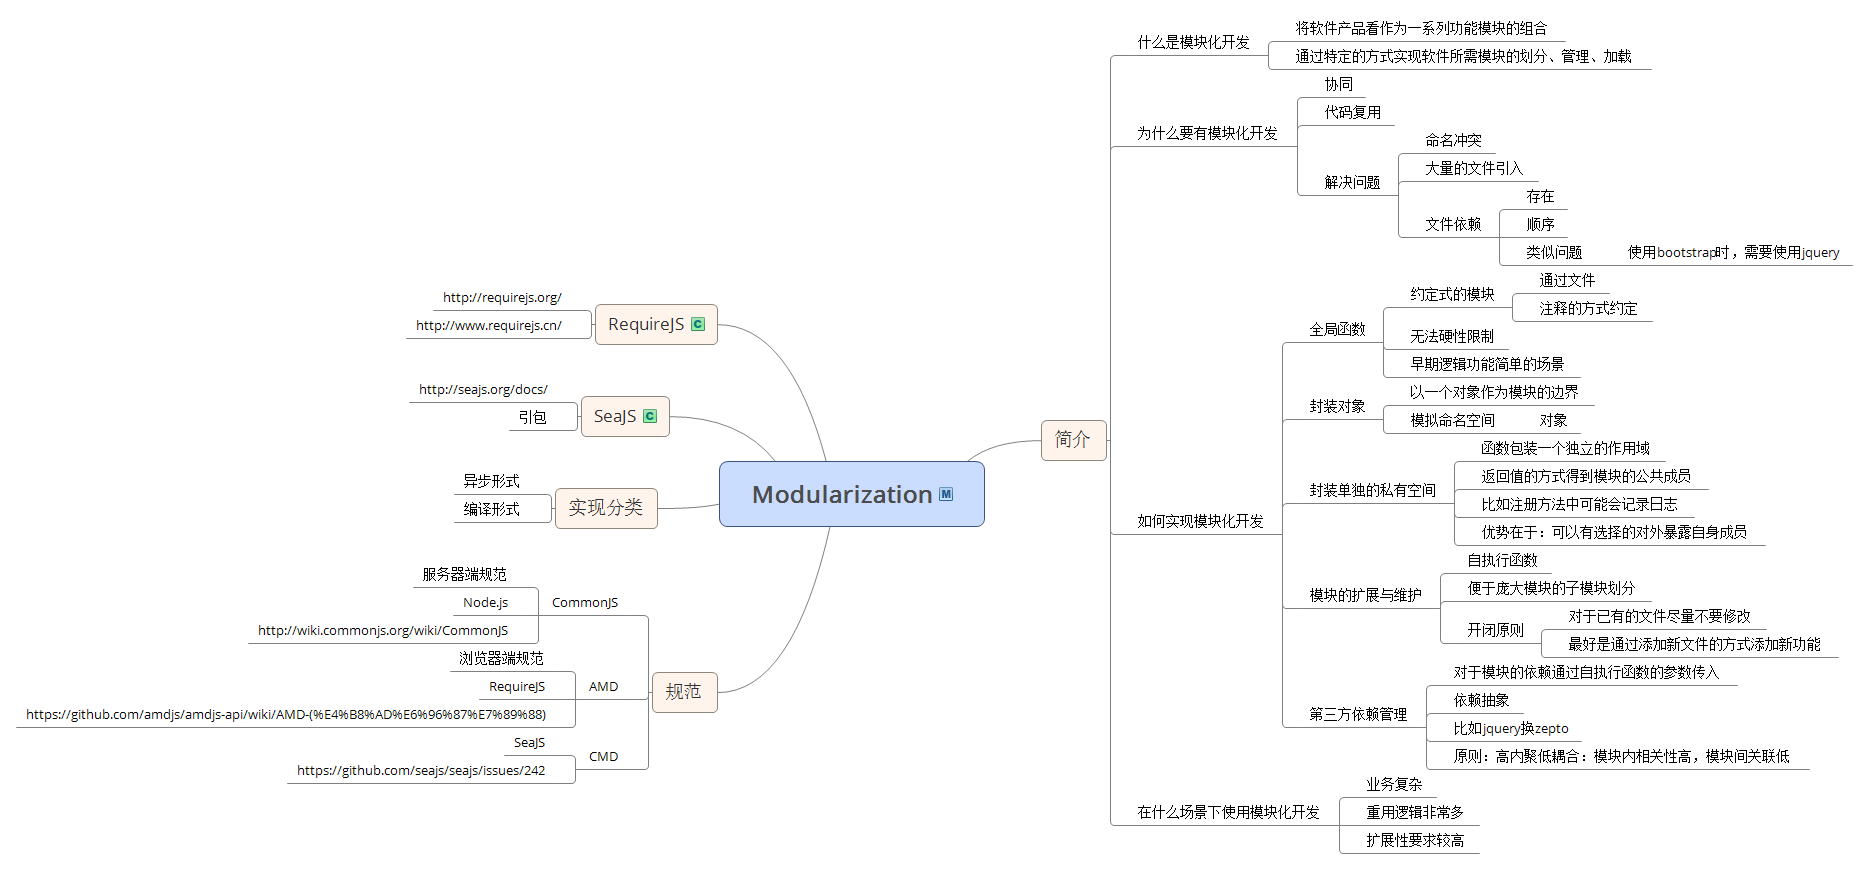 Modularization
简介
什么是模块化开发
将软件产品看作为一系列功能模块的组合
通过特定的方式实现软件所需模块的划分、管理、加载
为什么要有模块化开发
协同
代码复用
解决问题
命名冲突
大量的文件引入
文件依赖
存在
顺序
类似问题
使用bootstrap时，需要使用jquery
如何实现模块化开发
全局函数
约定式的模块
通过文件
注释的方式约定
无法硬性限制
早期逻辑功能简单的场景
封装对象
以一个对象作为模块的边界
模拟命名空间
对象
封装单独的私有空间
函数包装一个独立的作用域
返回值的方式得到模块的公共成员
比如注册方法中可能会记录日志
优势在于：可以有选择的对外暴露自身成员
模块的扩展与维护
自执行函数
便于庞大模块的子模块划分
开闭原则
对于已有的文件尽量不要修改
最好是通过添加新文件的方式添加新功能
第三方依赖管理
对于模块的依赖通过自执行函数的参数传入
依赖抽象
比如jquery换zepto
原则：高内聚低耦合：模块内相关性高，模块间关联低
在什么场景下使用模块化开发
业务复杂
重用逻辑非常多
扩展性要求较高
RequireJS
http://requirejs.org/
http://www.requirejs.cn/
SeaJS
http://seajs.org/docs/
引包
实现分类
异步形式
编译形式
规范
CommonJS
服务器端规范
Node.js
http://wiki.commonjs.org/wiki/CommonJS
AMD
浏览器端规范
RequireJS
https://github.com/amdjs/amdjs-api/wiki/AMD-(%E4%B8%AD%E6%96%87%E7%89%88)
CMD
SeaJS
https://github.com/seajs/seajs/issues/242